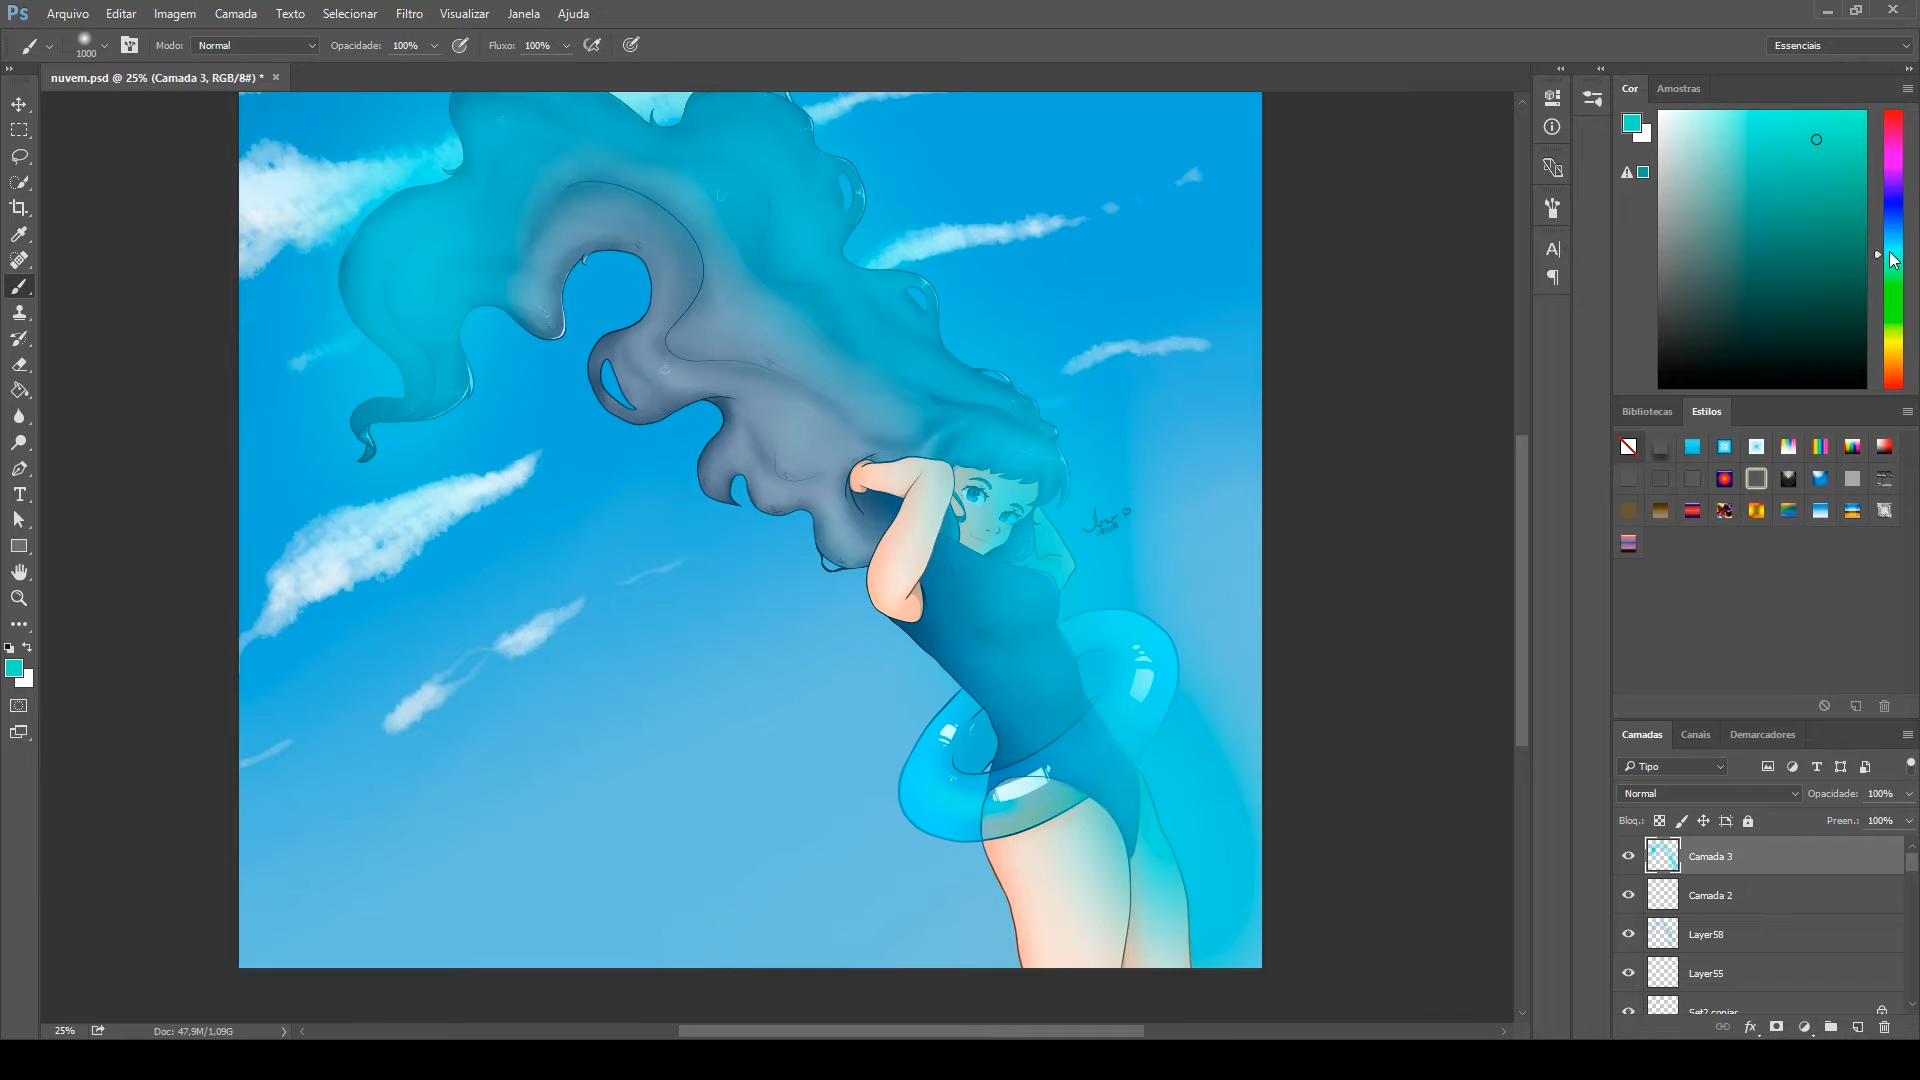 Ps Arquivo Editar Imagem Camada Texto Selecionar Filtro Visualizar Janela Ajuda
1000 Modo: Normal Opacidade: 100% Fluxo: 100% Essenciais
nuvem.psd @ 25% (Camada 3, RGB/8#) * ×
Cor Amostras
Bibliotecas Estilos
Camadas Canais Demarcadores
Tipo
Normal Opacidade: 100%
Bloq.: Preen.: 100%
Camada 3
Camada 2
Layer58
Layer55
Set2 copiar
25% Doc: 47,9M/1,09G